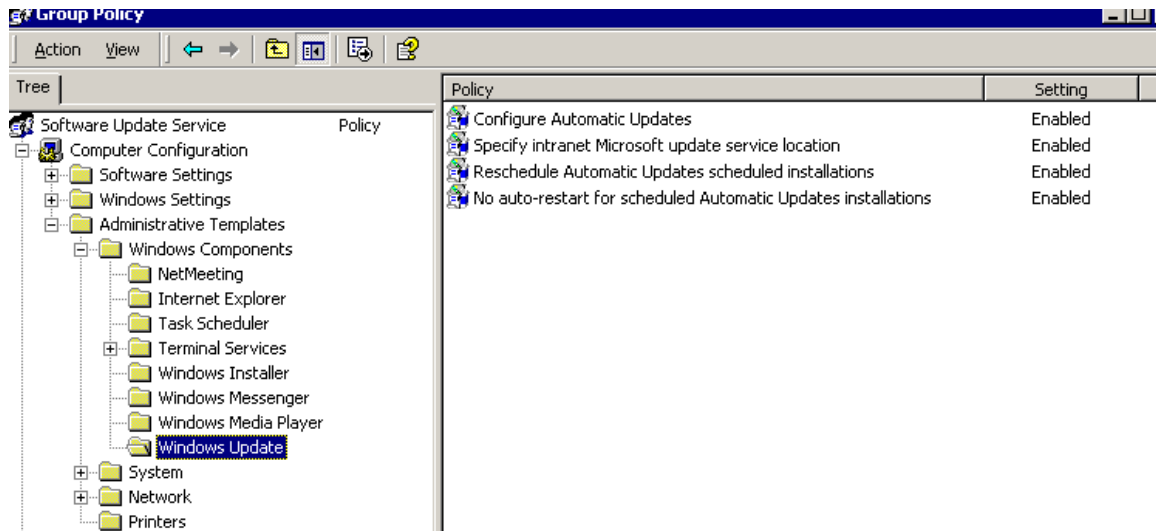 Group Policy
Action View
Tree
Policy Setting
Software Update Service Policy
Computer Configuration
Software Settings
Windows Settings
Administrative Templates
Windows Components
NetMeeting
Internet Explorer
Task Scheduler
Terminal Services
Windows Installer
Windows Messenger
Windows Media Player
Windows Update
System
Network
Printers
Configure Automatic Updates Enabled
Specify intranet Microsoft update service location Enabled
Reschedule Automatic Updates scheduled installations Enabled
No auto-restart for scheduled Automatic Updates installations Enabled